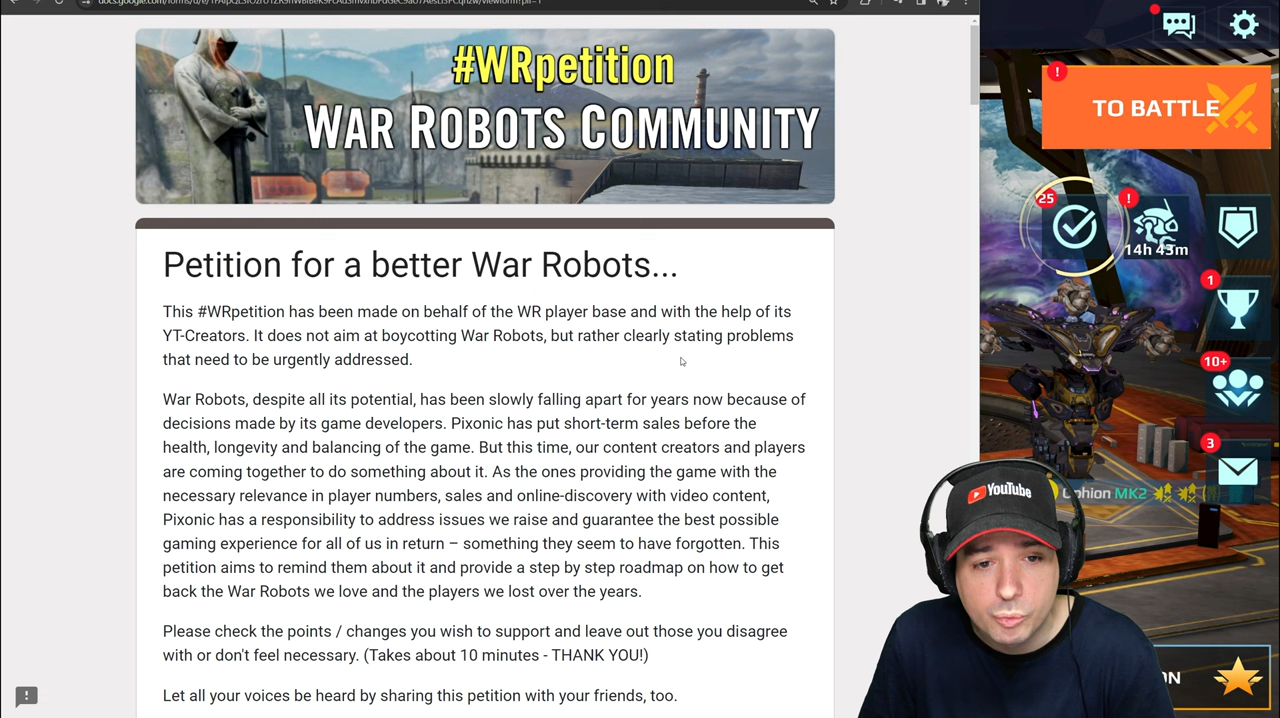 #WRpetition
WAR ROBOTS COMMUNITY
Petition for a better War Robots...
This #WRpetition has been made on behalf of the WR player base and with the help of its
YT-Creators. It does not aim at boycotting War Robots, but rather clearly stating problems
that need to be urgently addressed.
War Robots, despite all its potential, has been slowly falling apart for years now because of
decisions made by its game developers. Pixonic has put short-term sales before the
health, longevity and balancing of the game. But this time, our content creators and players
are coming together to do something about it. As the ones providing the game with the
necessary relevance in player numbers, sales and online-discovery with video content,
Pixonic has a responsibility to address issues we raise and guarantee the best possible
gaming experience for all of us in return – something they seem to have forgotten. This
petition aims to remind them about it and provide a step by step roadmap on how to get
back the War Robots we love and the players we lost over the years.
Please check the points / changes you wish to support and leave out those you disagree
with or don't feel necessary. (Takes about 10 minutes - THANK YOU!)
Let all your voices be heard by sharing this petition with your friends, too.
!
TO BATTLE
25
!
14h 43m
1
10+
3
Ophion MK2
YouTube
ON